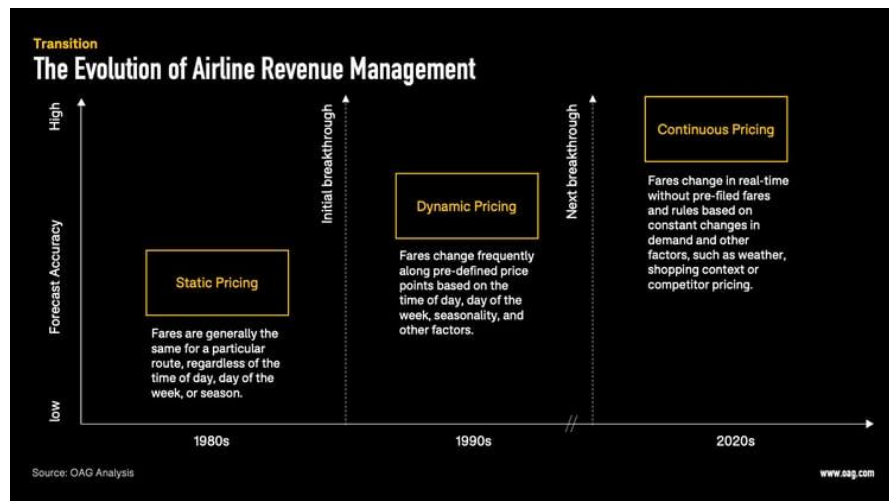 Transition
The Evolution of Airline Revenue Management
High
Forecast Accuracy
low
Initial breakthrough
Next breakthrough
Static Pricing
Fares are generally the
same for a particular
route, regardless of the
time of day, day of the
week, or season.
Dynamic Pricing
Fares change frequently
along pre-defined price
points based on the
time of day, day of the
week, seasonality, and
other factors.
Continuous Pricing
Fares change in real-time
without pre-filed fares
and rules based on
constant changes in
demand and other
factors, such as weather,
shopping context or
competitor pricing.
1980s
1990s
2020s
Source: OAG Analysis
www.oag.com